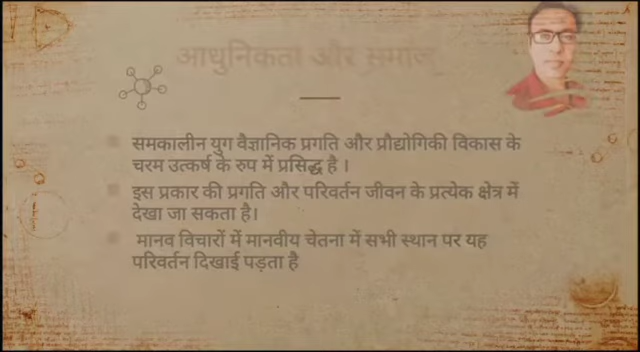 आधुनिकता और समाज
समकालीन युग वैज्ञानिक प्रगति और प्रौद्योगिकी विकास के
चरम उत्कर्ष के रुप में प्रसिद्ध है ।
इस प्रकार की प्रगति और परिवर्तन जीवन के प्रत्येक क्षेत्र में
देखा जा सकता है।
मानव विचारों में मानवीय चेतना में सभी स्थान पर यह
परिवर्तन दिखाई पड़ता है